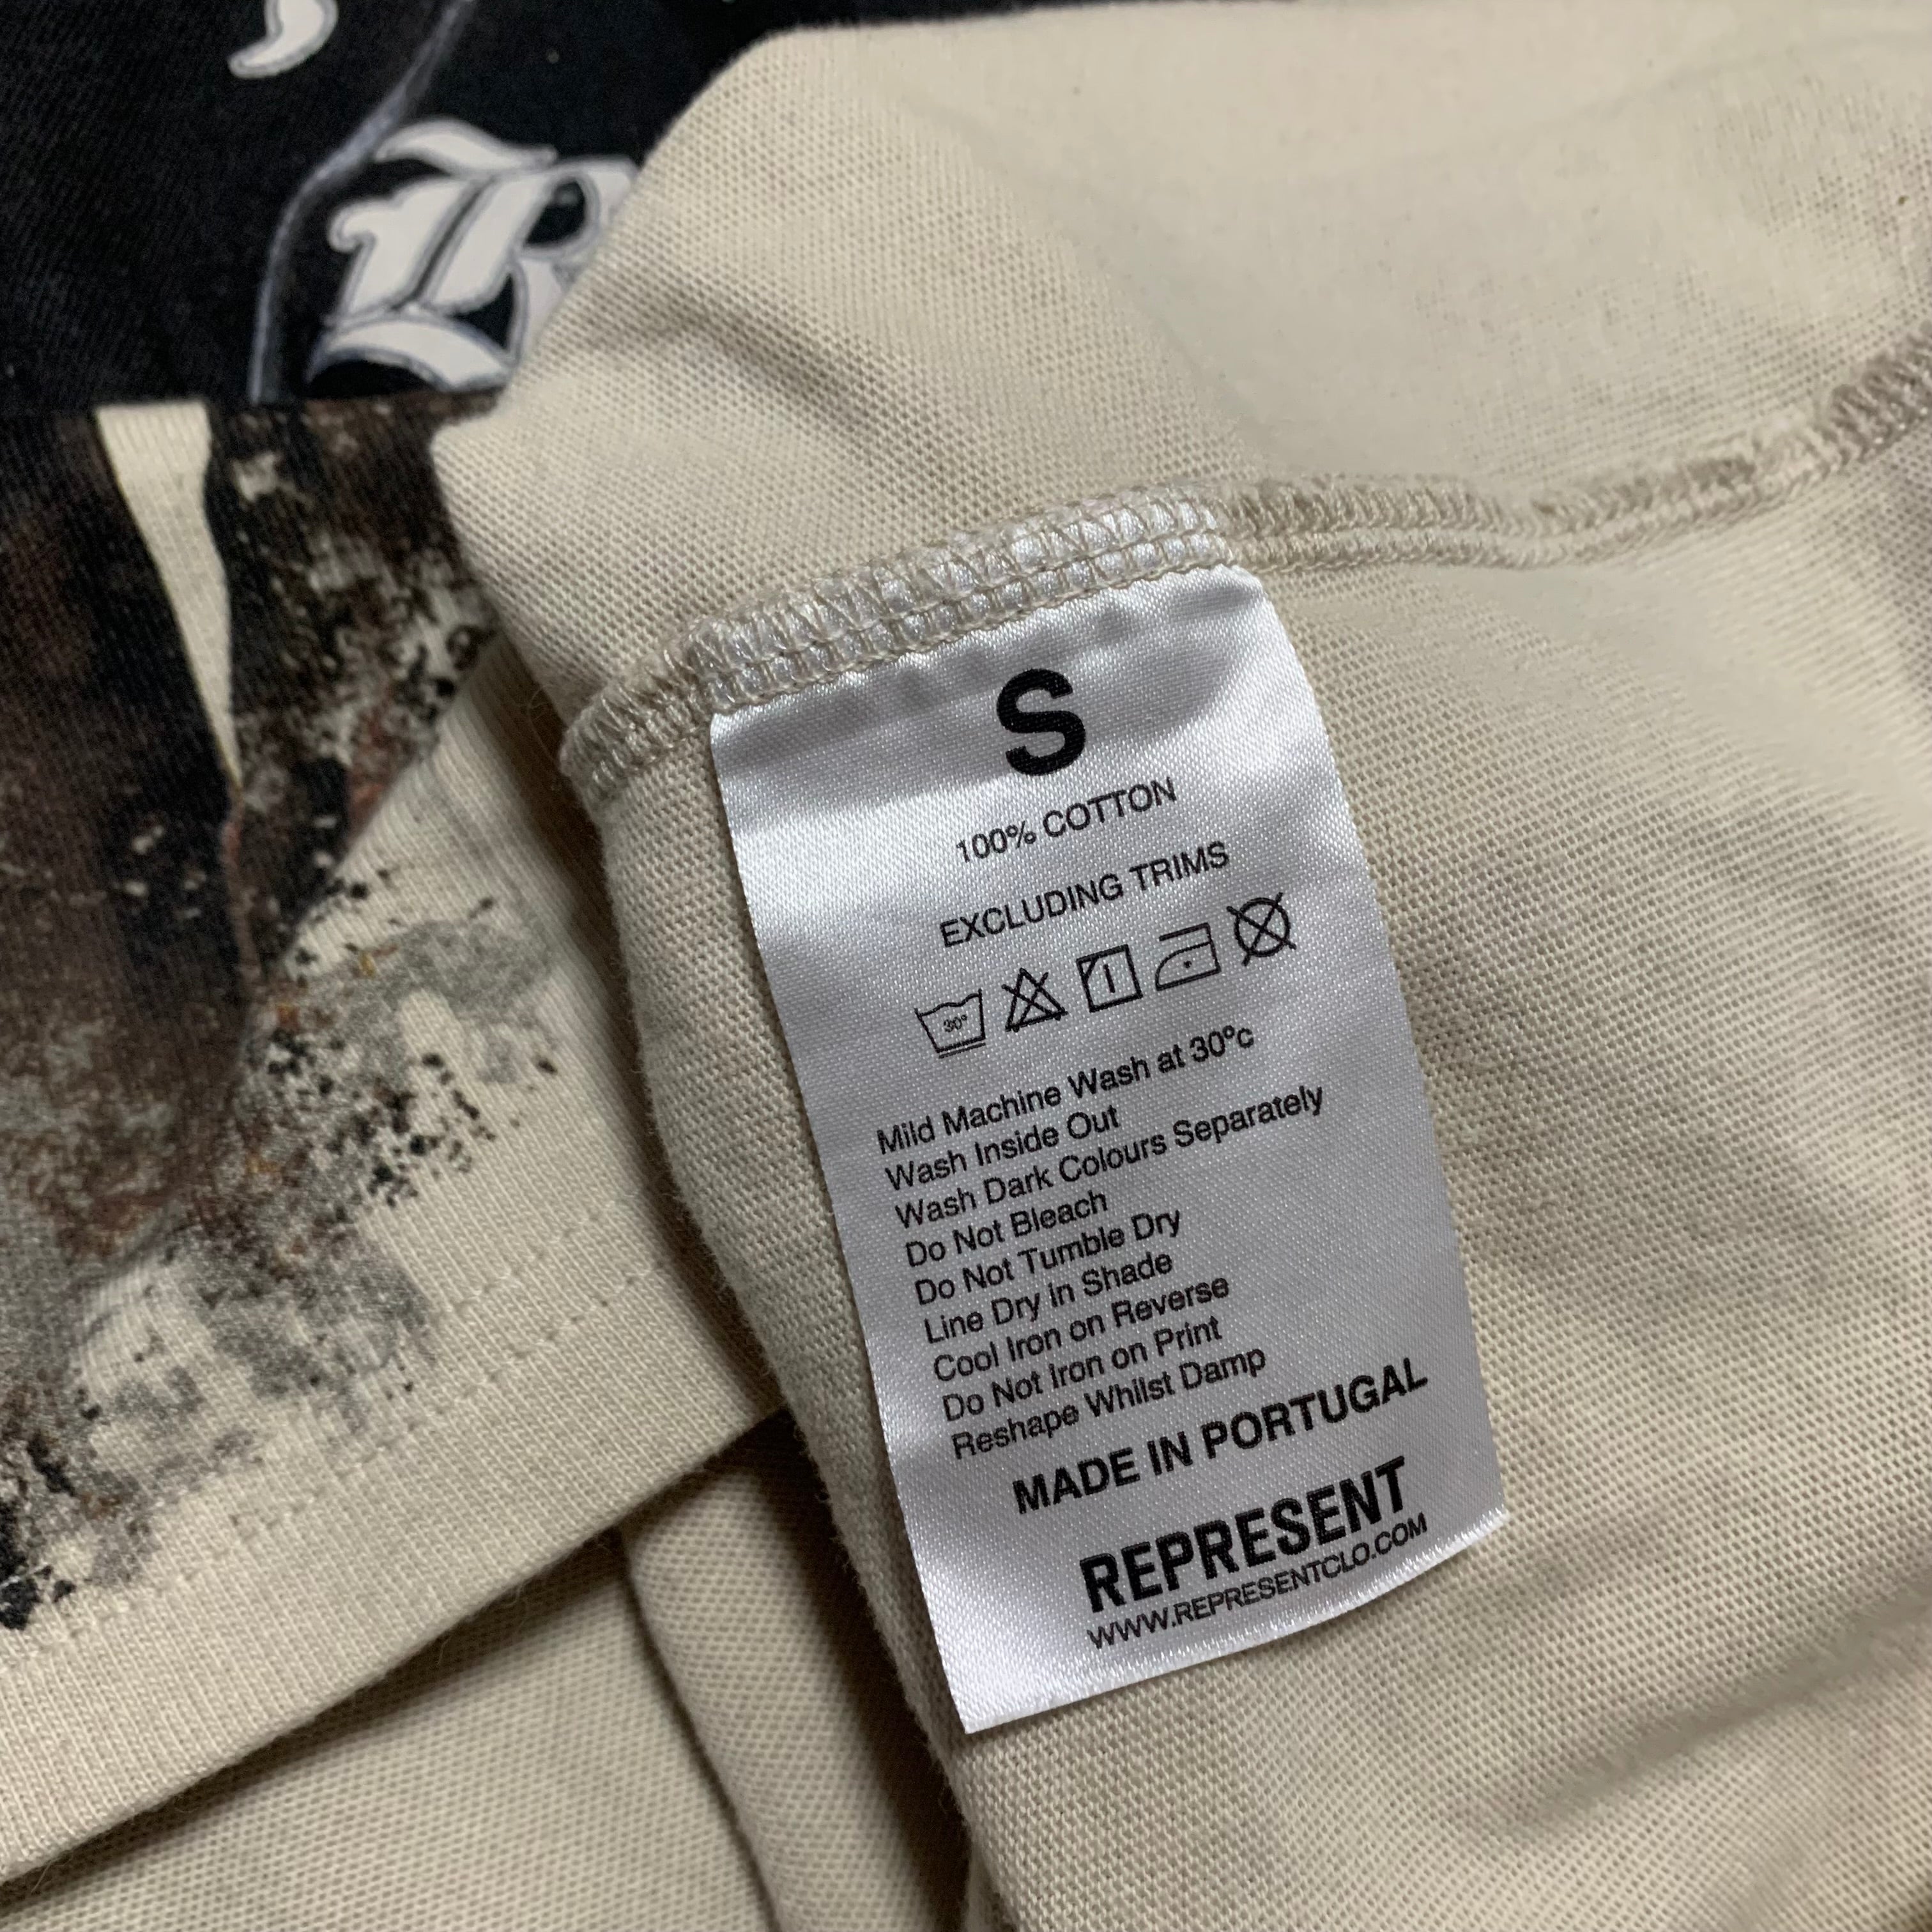 S
100% COTTON
EXCLUDING TRIMS
30°
Mild Machine Wash at 30ºc
Wash Inside Out
Wash Dark Colours Separately
Do Not Bleach
Do Not Tumble Dry
Line Dry in Shade
Cool Iron on Reverse
Do Not Iron on Print
Reshape Whilst Damp
MADE IN PORTUGAL
REPRESENT
WWW.REPRESENTCLO.COM